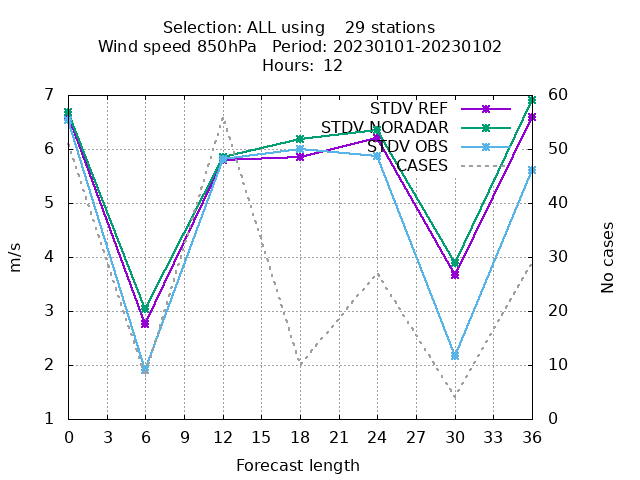 Selection: ALL using    29 stations
Wind speed 850hPa   Period: 20230101-20230102
Hours:  12
STDV REF
STDV NORADAR
STDV OBS
CASES
7
6
5
4
3
2
1
m/s
60
50
40
30
20
10
0
No cases
0 3 6 9 12 15 18 21 24 27 30 33 36
Forecast length